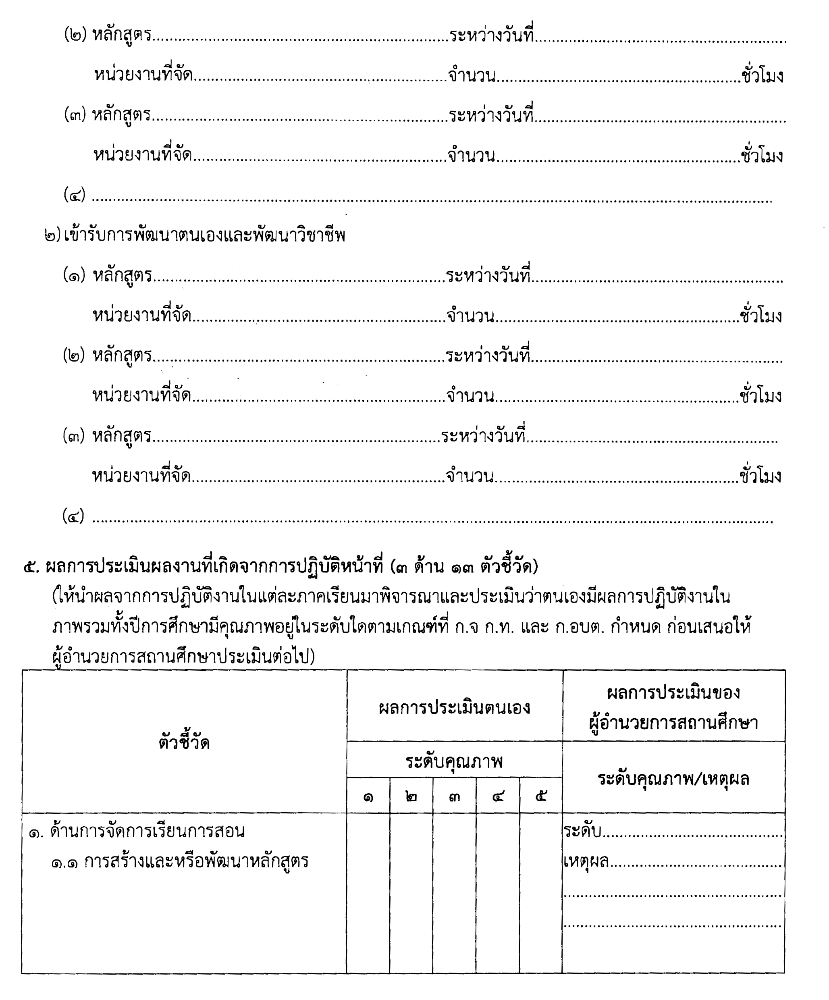 (๒) หลักสูตร......................................................................ระหว่างวันที่............................................................
หน่วยงานที่จัด............................................................จำนวน..........................................................ชั่วโมง
(๓) หลักสูตร......................................................................ระหว่างวันที่............................................................
หน่วยงานที่จัด............................................................จำนวน..........................................................ชั่วโมง
(๔) ..................................................................................................................................................................
๒) เข้ารับการพัฒนาตนเองและพัฒนาวิชาชีพ
(๑) หลักสูตร.....................................................................ระหว่างวันที่............................................................
หน่วยงานที่จัด............................................................จำนวน..........................................................ชั่วโมง
(๒) หลักสูตร.....................................................................ระหว่างวันที่............................................................
หน่วยงานที่จัด............................................................จำนวน..........................................................ชั่วโมง
(๓) หลักสูตร....................................................................ระหว่างวันที่............................................................
หน่วยงานที่จัด............................................................จำนวน..........................................................ชั่วโมง
(๔) ..................................................................................................................................................................
๕. ผลการประเมินผลงานที่เกิดจากการปฏิบัติหน้าที่ (๓ ด้าน ๑๓ ตัวชี้วัด)
(ให้นำผลจากการปฏิบัติงานในแต่ละภาคเรียนมาพิจารณาและประเมินว่าตนเองมีผลการปฏิบัติงานใน
ภาพรวมทั้งปีการศึกษามีคุณภาพอยู่ในระดับใดตามเกณฑ์ที่ ก.จ ก.ท. และ ก.อบต. กำหนด ก่อนเสนอให้
ผู้อำนวยการสถานศึกษาประเมินต่อไป)
ตัวชี้วัด
ผลการประเมินตนเอง
ผลการประเมินของ
ผู้อำนวยการสถานศึกษา
ระดับคุณภาพ
ระดับคุณภาพ/เหตุผล
๑ ๒ ๓ ๔ ๕
๑. ด้านการจัดการเรียนการสอน
ระดับ...........................................
๑.๑ การสร้างและหรือพัฒนาหลักสูตร
เหตุผล.........................................
....................................................
....................................................